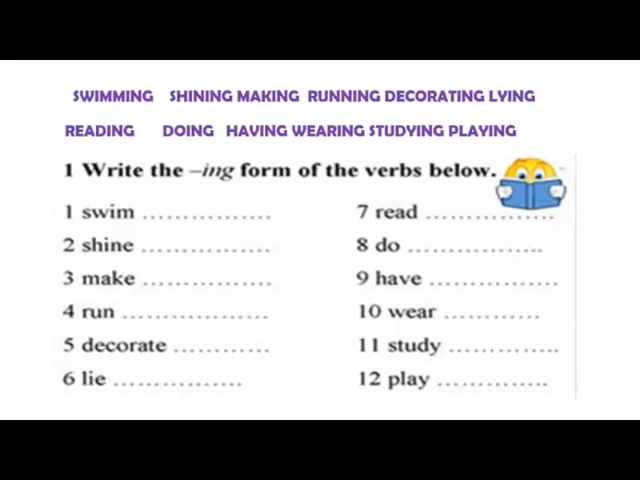 SWIMMING SHINING MAKING RUNNING DECORATING LYING
READING DOING HAVING WEARING STUDYING PLAYING
1 Write the –ing form of the verbs below.
1 swim …………….
2 shine …………….
3 make …………….
4 run ………………
5 decorate …………
6 lie …………….
7 read …………….
8 do ……………..
9 have …………….
10 wear …………
11 study ………….
12 play …………..